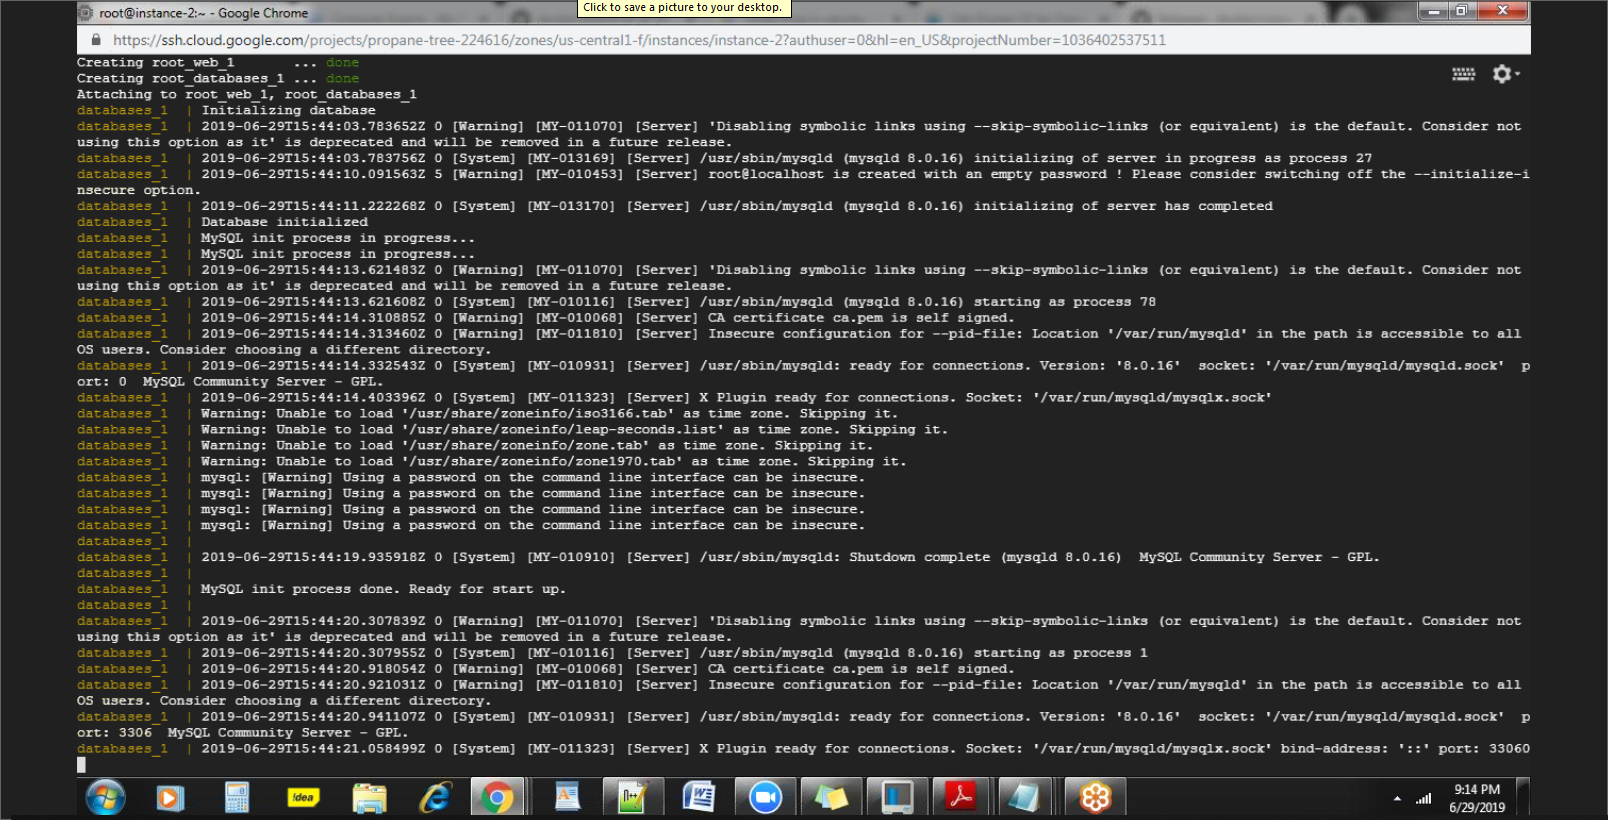 root@instance-2:~ - Google Chrome
Click to save a picture to your desktop.
https://ssh.cloud.google.com/projects/propane-tree-224616/zones/us-central1-f/instances/instance-2?authuser=0&hl=en_US&projectNumber=1036402537511
Creating root_web_1       ... done
Creating root_databases_1 ... done
Attaching to root_web_1, root_databases_1
databases_1  | Initializing database
databases_1  | 2019-06-29T15:44:03.783652Z 0 [Warning] [MY-011070] [Server] 'Disabling symbolic links using --skip-symbolic-links (or equivalent) is the default. Consider not
using this option as it' is deprecated and will be removed in a future release.
databases_1  | 2019-06-29T15:44:03.783756Z 0 [System] [MY-013169] [Server] /usr/sbin/mysqld (mysqld 8.0.16) initializing of server in progress as process 27
databases_1  | 2019-06-29T15:44:10.091563Z 5 [Warning] [MY-010453] [Server] root@localhost is created with an empty password ! Please consider switching off the --initialize-i
nsecure option.
databases_1  | 2019-06-29T15:44:11.222268Z 0 [System] [MY-013170] [Server] /usr/sbin/mysqld (mysqld 8.0.16) initializing of server has completed
databases_1  | Database initialized
databases_1  | MySQL init process in progress...
databases_1  | MySQL init process in progress...
databases_1  | 2019-06-29T15:44:13.621483Z 0 [Warning] [MY-011070] [Server] 'Disabling symbolic links using --skip-symbolic-links (or equivalent) is the default. Consider not
using this option as it' is deprecated and will be removed in a future release.
databases_1  | 2019-06-29T15:44:13.621608Z 0 [System] [MY-010116] [Server] /usr/sbin/mysqld (mysqld 8.0.16) starting as process 78
databases_1  | 2019-06-29T15:44:14.310885Z 0 [Warning] [MY-010068] [Server] CA certificate ca.pem is self signed.
databases_1  | 2019-06-29T15:44:14.313460Z 0 [Warning] [MY-011810] [Server] Insecure configuration for --pid-file: Location '/var/run/mysqld' in the path is accessible to all
OS users. Consider choosing a different directory.
databases_1  | 2019-06-29T15:44:14.332543Z 0 [System] [MY-010931] [Server] /usr/sbin/mysqld: ready for connections. Version: '8.0.16'  socket: '/var/run/mysqld/mysqld.sock'  p
ort: 0  MySQL Community Server - GPL.
databases_1  | 2019-06-29T15:44:14.403396Z 0 [System] [MY-011323] [Server] X Plugin ready for connections. Socket: '/var/run/mysqld/mysqlx.sock'
databases_1  | Warning: Unable to load '/usr/share/zoneinfo/iso3166.tab' as time zone. Skipping it.
databases_1  | Warning: Unable to load '/usr/share/zoneinfo/leap-seconds.list' as time zone. Skipping it.
databases_1  | Warning: Unable to load '/usr/share/zoneinfo/zone.tab' as time zone. Skipping it.
databases_1  | Warning: Unable to load '/usr/share/zoneinfo/zone1970.tab' as time zone. Skipping it.
databases_1  | mysql: [Warning] Using a password on the command line interface can be insecure.
databases_1  | mysql: [Warning] Using a password on the command line interface can be insecure.
databases_1  | mysql: [Warning] Using a password on the command line interface can be insecure.
databases_1  | mysql: [Warning] Using a password on the command line interface can be insecure.
databases_1  |
databases_1  | 2019-06-29T15:44:19.935918Z 0 [System] [MY-010910] [Server] /usr/sbin/mysqld: Shutdown complete (mysqld 8.0.16)  MySQL Community Server - GPL.
databases_1  |
databases_1  | MySQL init process done. Ready for start up.
databases_1  |
databases_1  | 2019-06-29T15:44:20.307839Z 0 [Warning] [MY-011070] [Server] 'Disabling symbolic links using --skip-symbolic-links (or equivalent) is the default. Consider not
using this option as it' is deprecated and will be removed in a future release.
databases_1  | 2019-06-29T15:44:20.307955Z 0 [System] [MY-010116] [Server] /usr/sbin/mysqld (mysqld 8.0.16) starting as process 1
databases_1  | 2019-06-29T15:44:20.918054Z 0 [Warning] [MY-010068] [Server] CA certificate ca.pem is self signed.
databases_1  | 2019-06-29T15:44:20.921031Z 0 [Warning] [MY-011810] [Server] Insecure configuration for --pid-file: Location '/var/run/mysqld' in the path is accessible to all
OS users. Consider choosing a different directory.
databases_1  | 2019-06-29T15:44:20.941107Z 0 [System] [MY-010931] [Server] /usr/sbin/mysqld: ready for connections. Version: '8.0.16'  socket: '/var/run/mysqld/mysqld.sock'  p
ort: 3306  MySQL Community Server - GPL.
databases_1  | 2019-06-29T15:44:21.058499Z 0 [System] [MY-011323] [Server] X Plugin ready for connections. Socket: '/var/run/mysqld/mysqlx.sock' bind-address: '::' port: 33060
!dea
9:14 PM
6/29/2019